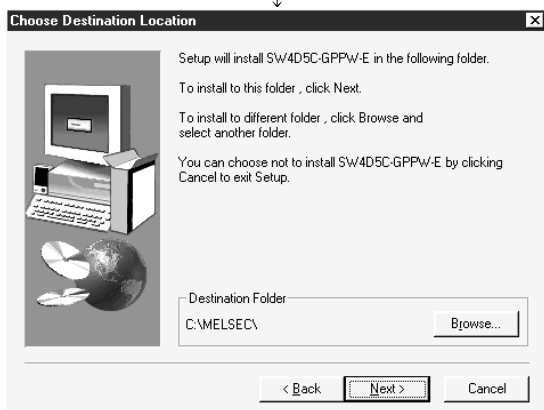 Choose Destination Location
Setup will install SW4D5C-GPPW-E in the following folder.
To install to this folder , click Next.
To install to different folder , click Browse and
select another folder.
You can choose not to install SW4D5C-GPPW-E by clicking
Cancel to exit Setup.
Destination Folder
C:\MELSEC\
Browse...
< Back
Next >
Cancel